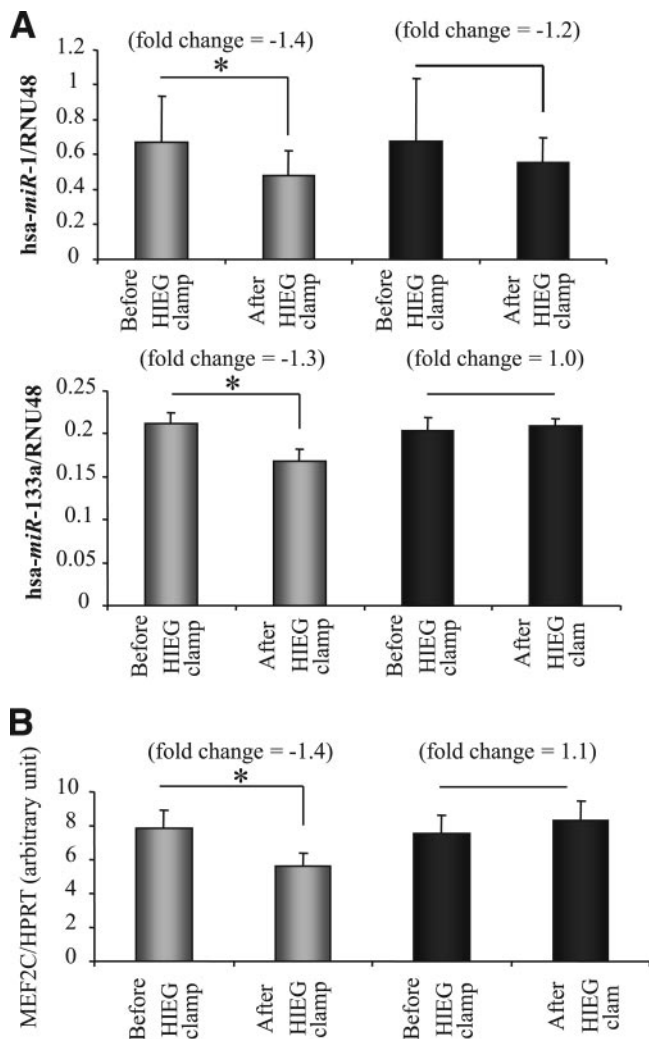 A
(fold change = -1.4)
(fold change = -1.2)
hsa-miR-1/RNU48
1.2
1
0.8
0.6
0.4
0.2
0
*
Before
HIEG
clamp
After
HIEG
clamp
Before
HIEG
clamp
After
HIEG
clamp
(fold change = -1.3)
(fold change = 1.0)
hsa-miR-133a/RNU48
0.25
0.2
0.15
0.1
0.05
0
*
Before
HIEG
clamp
After
HIEG
clamp
Before
HIEG
clamp
After
HIEG
clam
B
(fold change = -1.4)
(fold change = 1.1)
MEF2C/HPRT (arbitrary unit)
10
8
6
4
2
0
*
Before
HIEG
clamp
After
HIEG
clamp
Before
HIEG
clamp
After
HIEG
clam